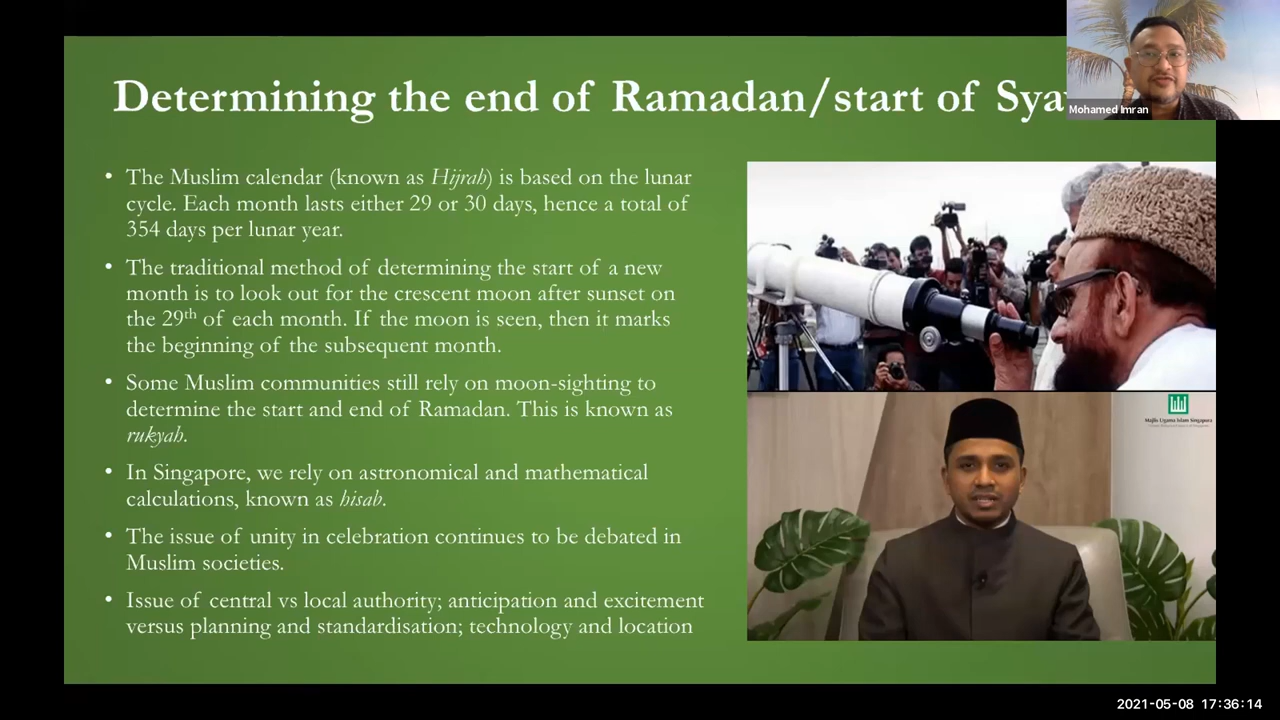 Determining the end of Ramadan/start of Sya
Mohamed Imran
• The Muslim calendar (known as Hijrah) is based on the lunar
cycle. Each month lasts either 29 or 30 days, hence a total of
354 days per lunar year.
• The traditional method of determining the start of a new
month is to look out for the crescent moon after sunset on
the 29th of each month. If the moon is seen, then it marks
the beginning of the subsequent month.
• Some Muslim communities still rely on moon-sighting to
determine the start and end of Ramadan. This is known as
rukyah.
• In Singapore, we rely on astronomical and mathematical
calculations, known as hisab.
• The issue of unity in celebration continues to be debated in
Muslim societies.
• Issue of central vs local authority; anticipation and excitement
versus planning and standardisation; technology and location
Majlis Ugama Islam Singapura
2021-05-08 17:36:14